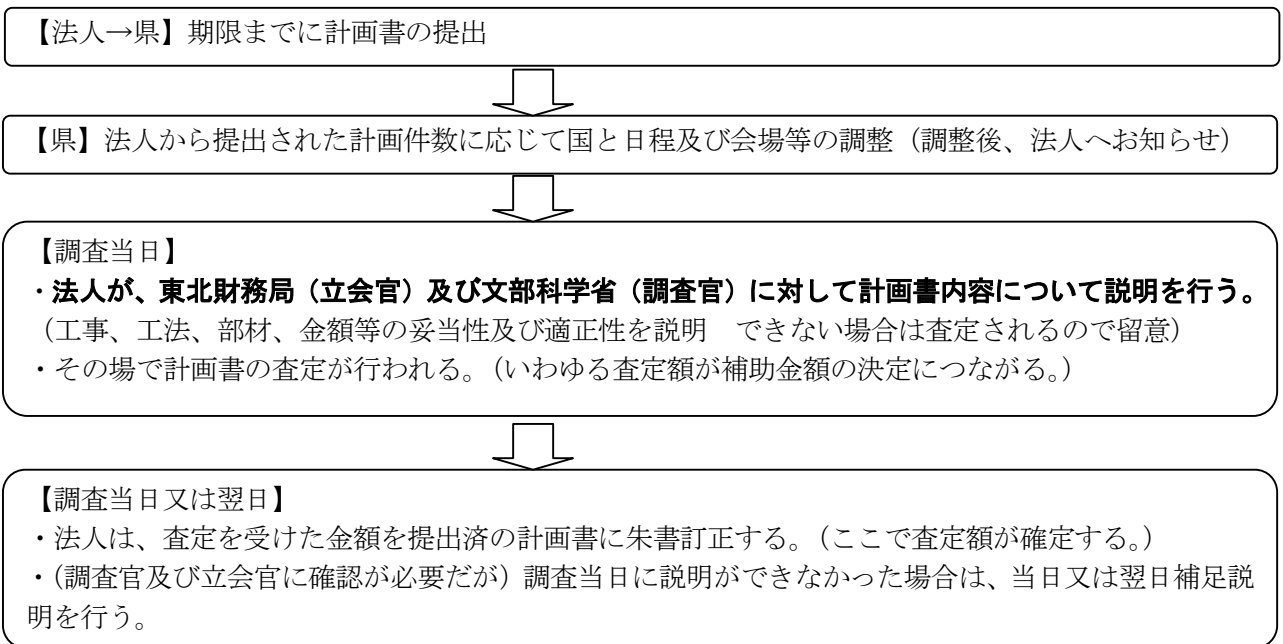 【法人→県】期限までに計画書の提出
【県】法人から提出された計画件数に応じて国と日程及び会場等の調整（調整後、法人へお知らせ）
【調査当日】
・法人が、東北財務局（立会官）及び文部科学省（調査官）に対して計画書内容について説明を行う。
（工事、工法、部材、金額等の妥当性及び適正性を説明　できない場合は査定されるので留意）
・その場で計画書の査定が行われる。（いわゆる査定額が補助金額の決定につながる。）
【調査当日又は翌日】
・法人は、査定を受けた金額を提出済の計画書に朱書訂正する。（ここで査定額が確定する。）
・（調査官及び立会官に確認が必要だが）調査当日に説明ができなかった場合は、当日又は翌日補足説
明を行う。